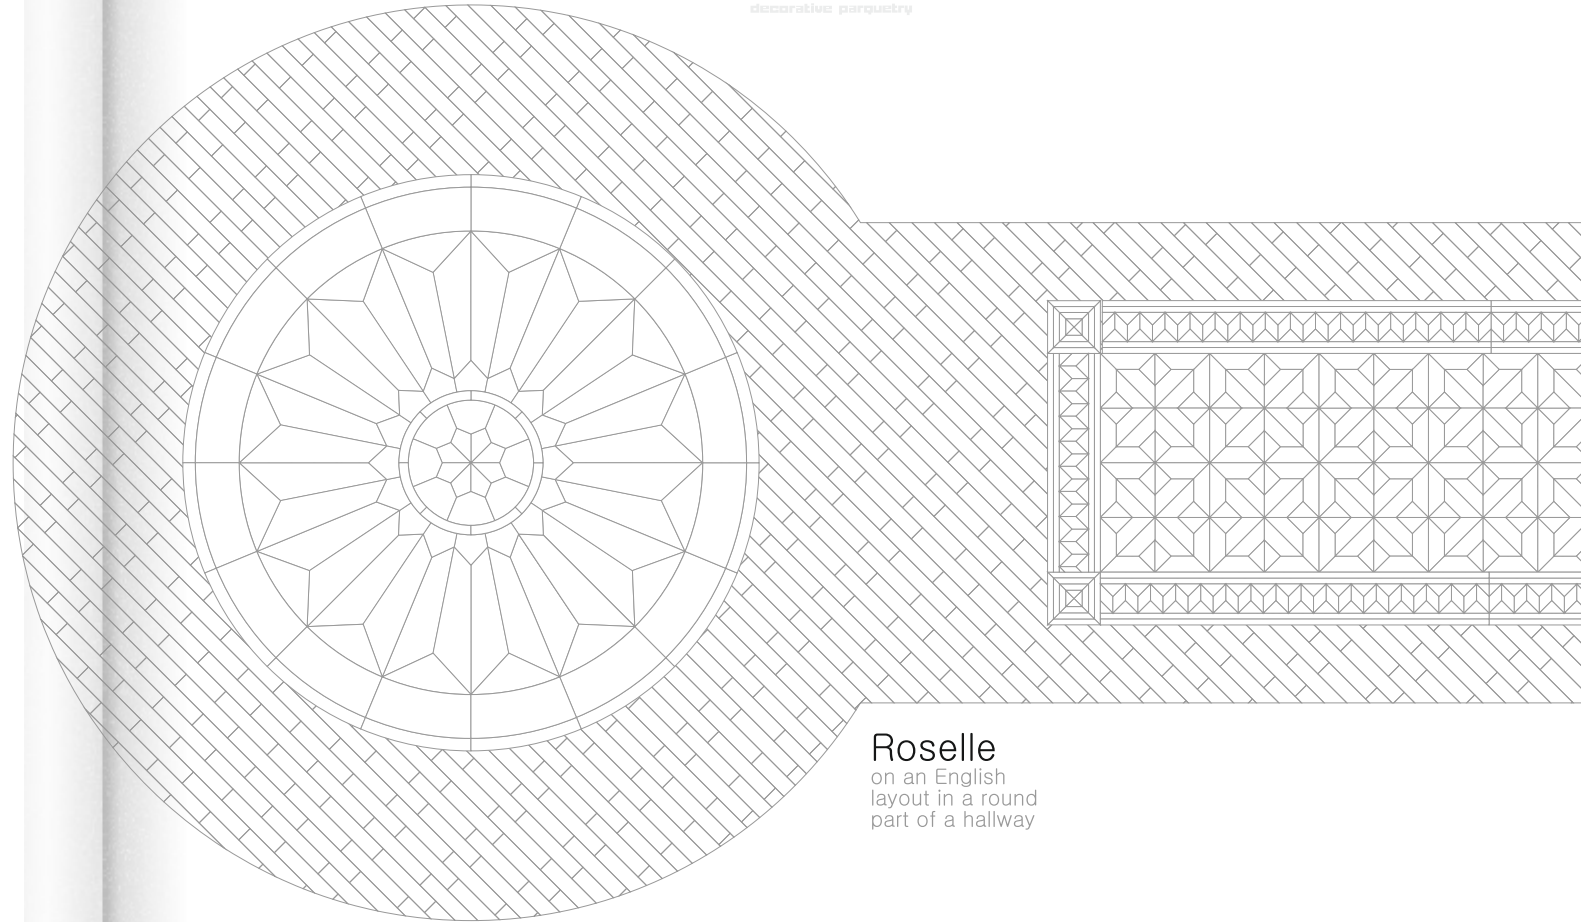 decorative parquetry
Roselle
on an English
layout in a round
part of a hallway